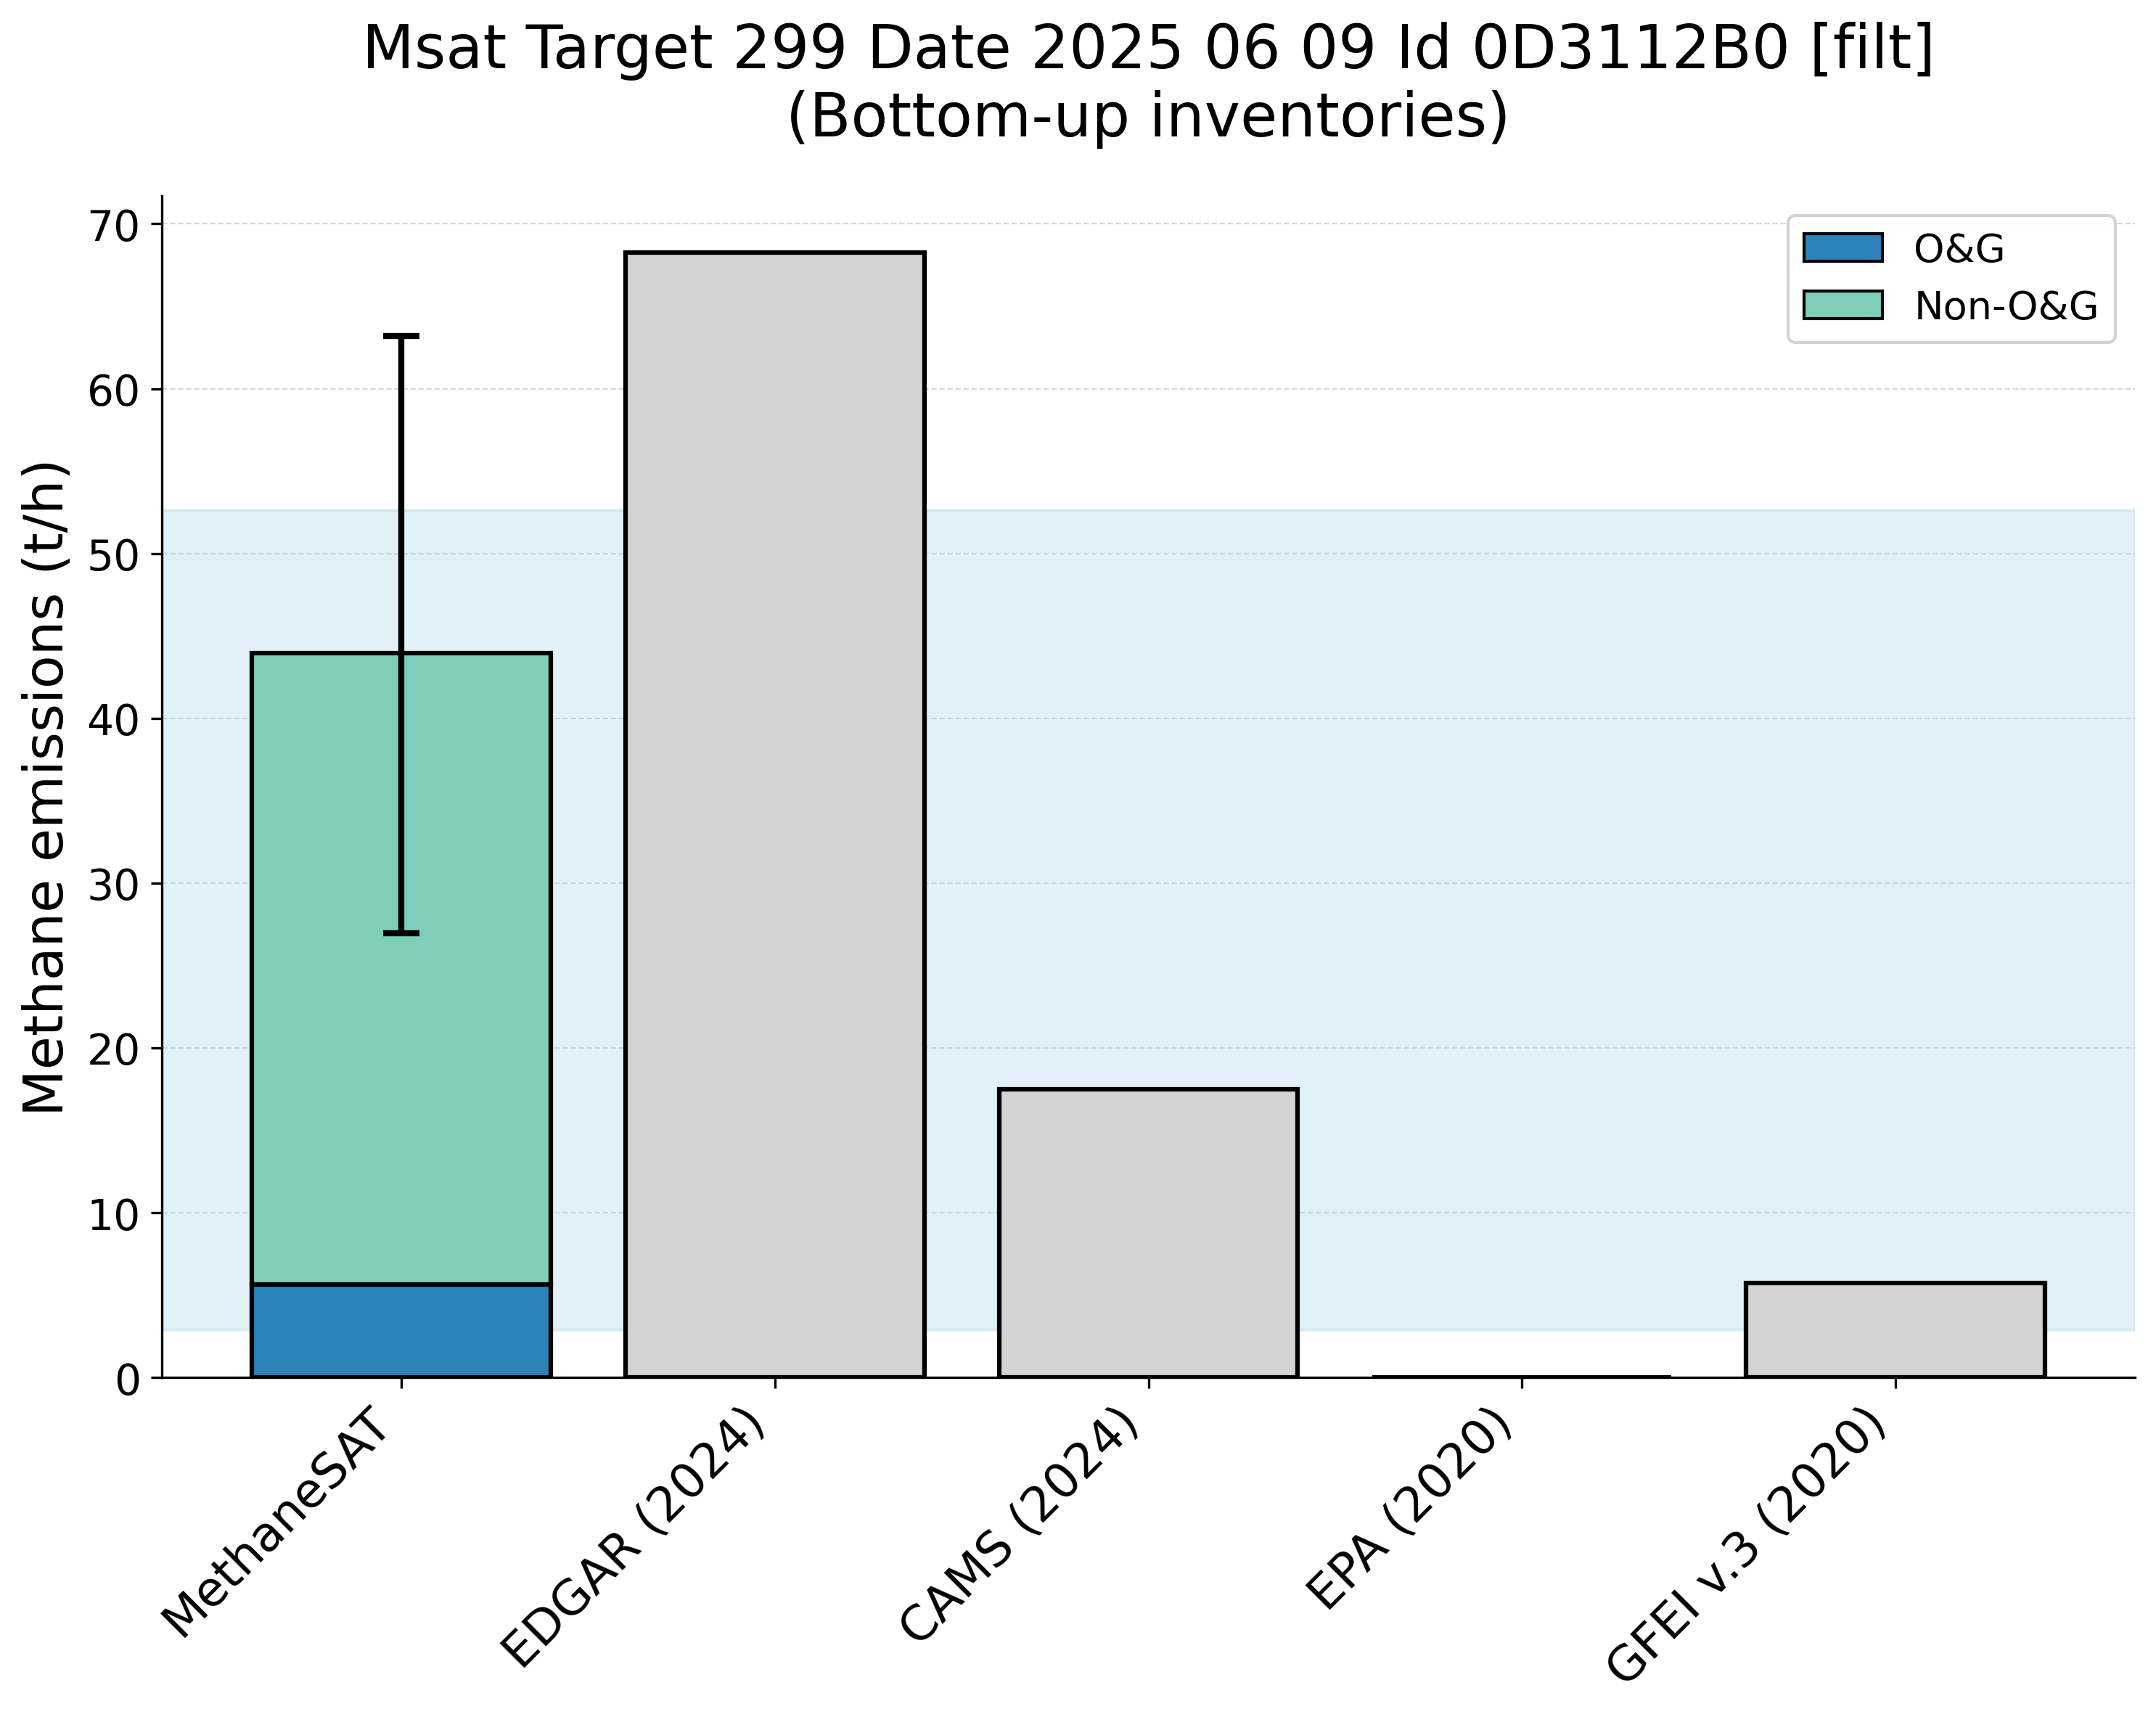 Msat Target 299 Date 2025 06 09 Id 0D3112B0 [filt]
(Bottom-up inventories)
Methane emissions (t/h)
70
60
50
40
30
20
10
0
O&G
Non-O&G
MethaneSAT
EDGAR (2024)
CAMS (2024)
EPA (2020)
GFEI v.3 (2020)